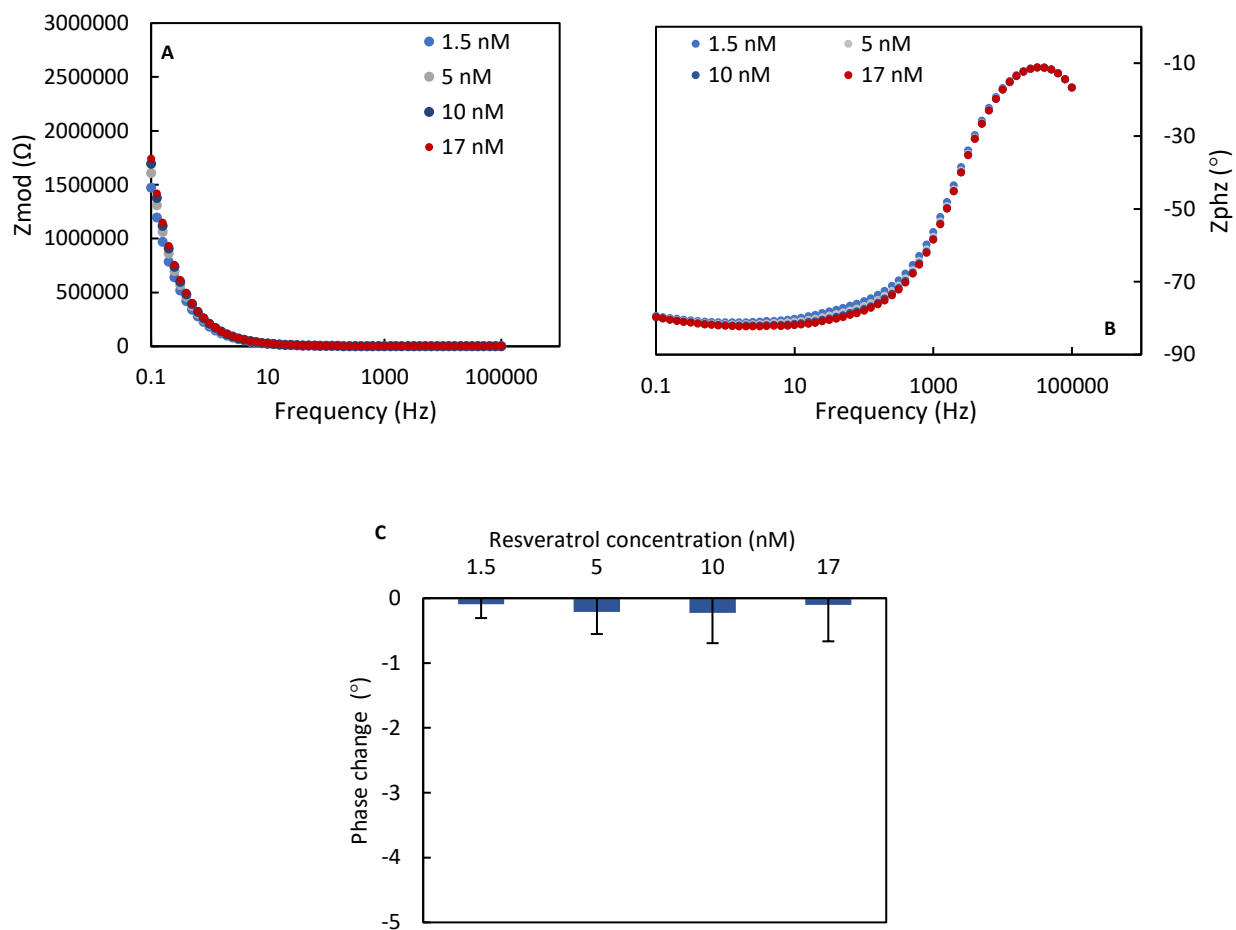 A
1.5 nM
5 nM
10 nM
17 nM
3000000
2500000
2000000
1500000
1000000
500000
0
Zmod (Ω)
0.1 10 1000 100000
Frequency (Hz)
1.5 nM 5 nM
10 nM 17 nM
-10
-30
-50
-70
-90
Zphz (°)
B
0.1 10 1000 100000
Frequency (Hz)
C
Resveratrol concentration (nM)
1.5 5 10 17
0
-1
-2
-3
-4
-5
Phase change (°)